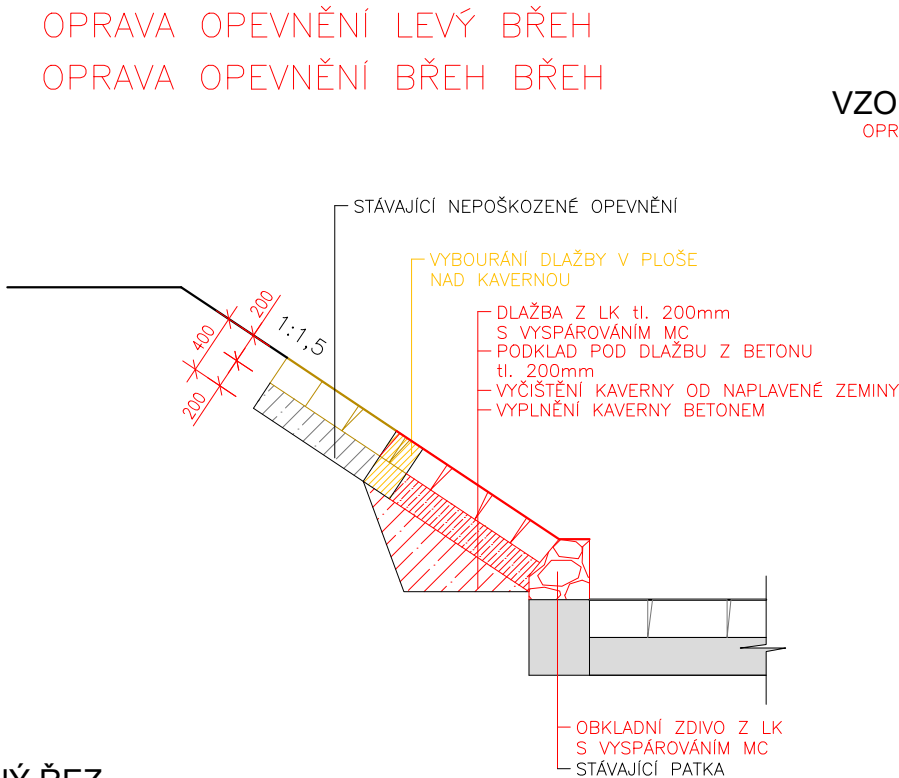 OPRAVA OPEVNĚNÍ LEVÝ BŘEH
OPRAVA OPEVNĚNÍ BŘEH BŘEH
VZO
OPR
STÁVAJÍCÍ NEPOŠKOZENÉ OPEVNĚNÍ
VYBOURÁNÍ DLAŽBY V PLOŠE
NAD KAVERNOU
DLAŽBA Z LK tl. 200mm
S VYSPÁROVÁNÍM MC
PODKLAD POD DLAŽBU Z BETONU
tl. 200mm
VYČIŠTĚNÍ KAVERNY OD NAPLAVENÉ ZEMINY
VYPLNĚNÍ KAVERNY BETONEM
200
400
1:1,5
200
OBKLADNÍ ZDIVO Z LK
S VYSPÁROVÁNÍM MC
STÁVAJÍCÍ PATKA
NÝ ŘEZ